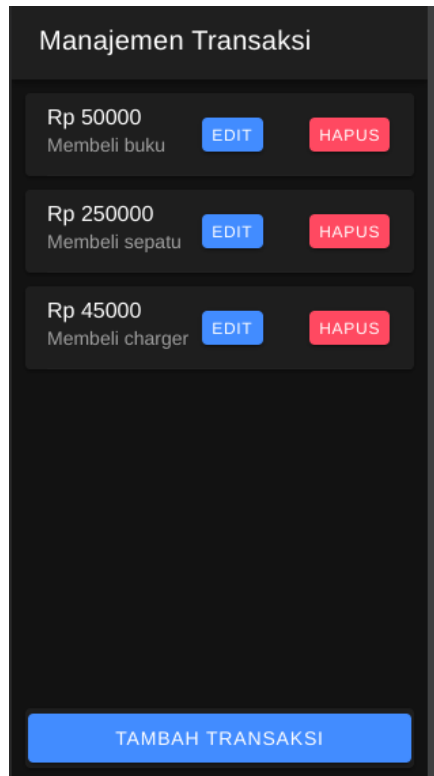 Manajemen Transaksi
Rp 50000
Membeli buku
EDIT
HAPUS
Rp 250000
Membeli sepatu
EDIT
HAPUS
Rp 45000
Membeli charger
EDIT
HAPUS
TAMBAH TRANSAKSI